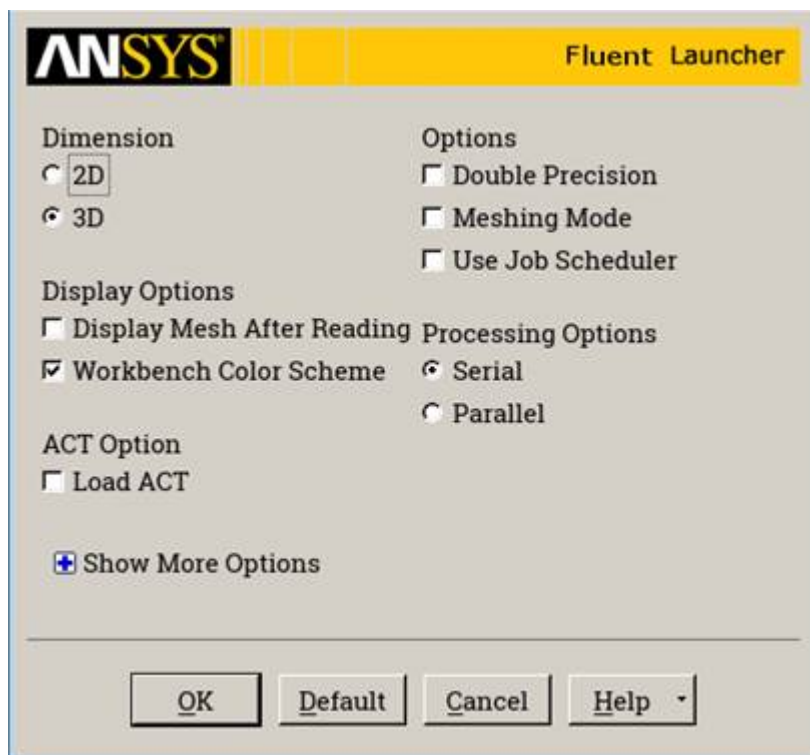 ANSYS
Fluent Launcher
Dimension
2D
3D
Options
Double Precision
Meshing Mode
Use Job Scheduler
Display Options
Display Mesh After Reading
Workbench Color Scheme
Processing Options
Serial
Parallel
ACT Option
Load ACT
Show More Options
OK
Default
Cancel
Help